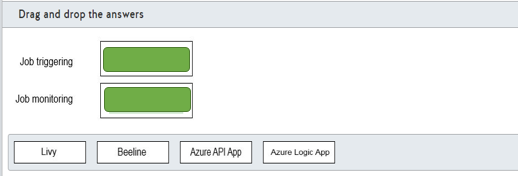 Drag and drop the answers
Job triggering
Job monitoring
Livy
Beeline
Azure API App
Azure Logic App